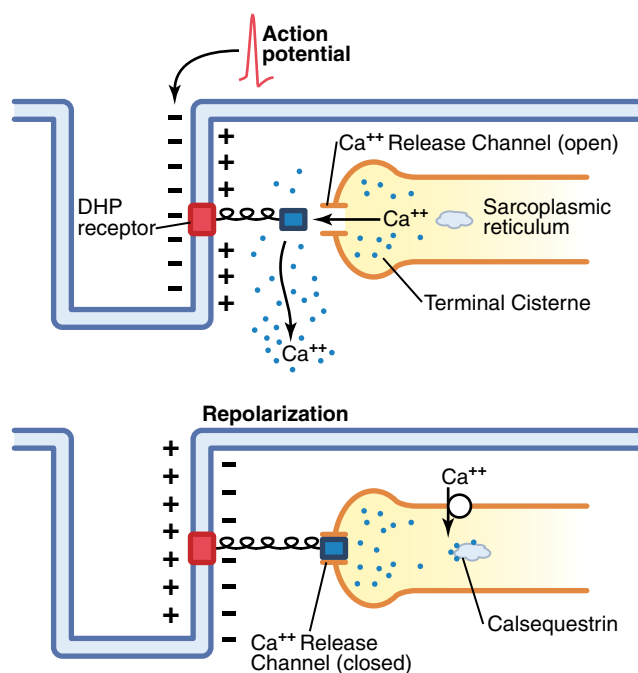 Action
potential
Ca++ Release Channel (open)
DHP
receptor
Ca++
Sarcoplasmic
reticulum
Terminal Cisterne
Ca++
Repolarization
Ca++
Calsequestrin
Ca++ Release
Channel (closed)